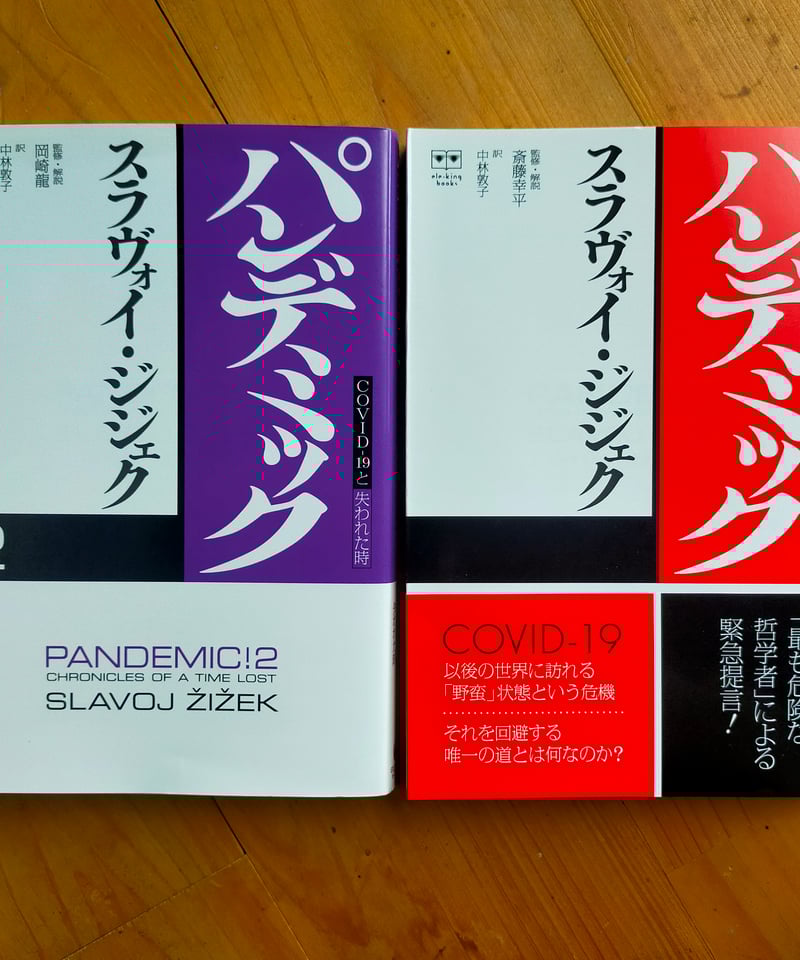 パンデミック
COVID-19と失われた時
スラヴォイ・ジジェク
監修・解説
岡崎龍
訳
中林敦子
2
PANDEMIC!2
CHRONICLES OF A TIME LOST
SLAVOJ ŽIŽEK
パンデミック
スラヴォイ・ジジェク
監修・解説
斎藤幸平
訳
中林敦子
ele-king
books
「最も危険な
哲学者」による
緊急提言!
COVID-19
以後の世界に訪れる
「野蛮」状態という危機
それを回避する
唯一の道とは何なのか?